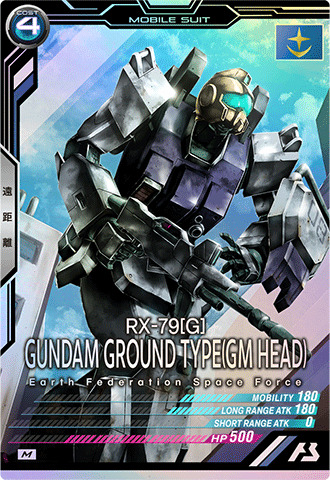 COST
4
MOBILE SUIT
遠距離
RX-79[G]
GUNDAM GROUND TYPE(GM HEAD)
Earth Federation Space Force
MOBILITY 180
LONG RANGE ATK 180
SHORT RANGE ATK 0
HP 500
M